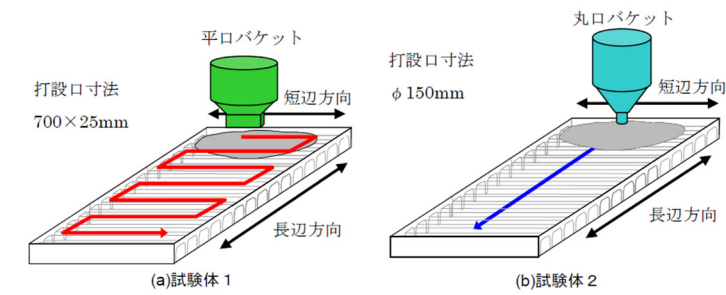 平口バケット
打設口寸法
700×25mm
短辺方向
長辺方向
(a)試験体1
丸口バケット
打設口寸法
φ150mm
短辺方向
長辺方向
(b)試験体2